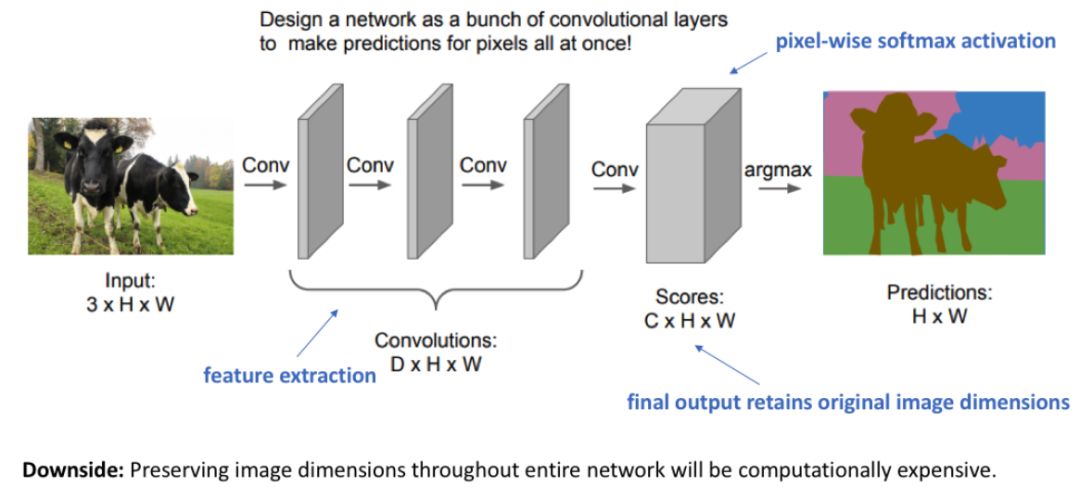 Design a network as a bunch of convolutional layers
to make predictions for pixels all at once!
pixel-wise softmax activation
Conv
Conv
Conv
Conv
argmax
Input:
3 x H x W
Convolutions:
D x H x W
Scores:
C x H x W
Predictions:
H x W
feature extraction
final output retains original image dimensions
Downside: Preserving image dimensions throughout entire network will be computationally expensive.